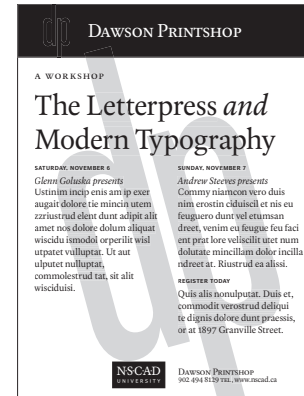 DAWSON PRINTSHOP
A WORKSHOP
The Letterpress and
Modern Typography
SATURDAY, NOVEMBER 6
Glenn Goluska presents
Ustinim incip enis am ip exer
augait dolore tie mincin utem
zzriustrud elent dunt adipit alit
amet nos dolore dolum aliquat
wiscidu ismodol orperilit wisl
utpatet vulluptat. Ut aut
ulputet nulluptat,
commolestrud tat, sit alit
wisciduisi.
SUNDAY, NOVEMBER 7
Andrew Steeves presents
Commy niamcon vero duis
nim erostin ciduiscil et nis eu
feuguero dunt vel etumsan
dreet, venim eu feugue feu faci
ent prat lore veliscilit utet num
dolutate mincillam dolor incilla
ndreet at. Riustrud ea alissi.
REGISTER TODAY
Quis alis nonulputat. Duis et,
commodit verostrud deliqui
te dignis dolore dunt praessis,
or at 1897 Granville Street.
NSCAD
UNIVERSITY
DAWSON PRINTSHOP
902 494 8129 TEL, www.nscad.ca